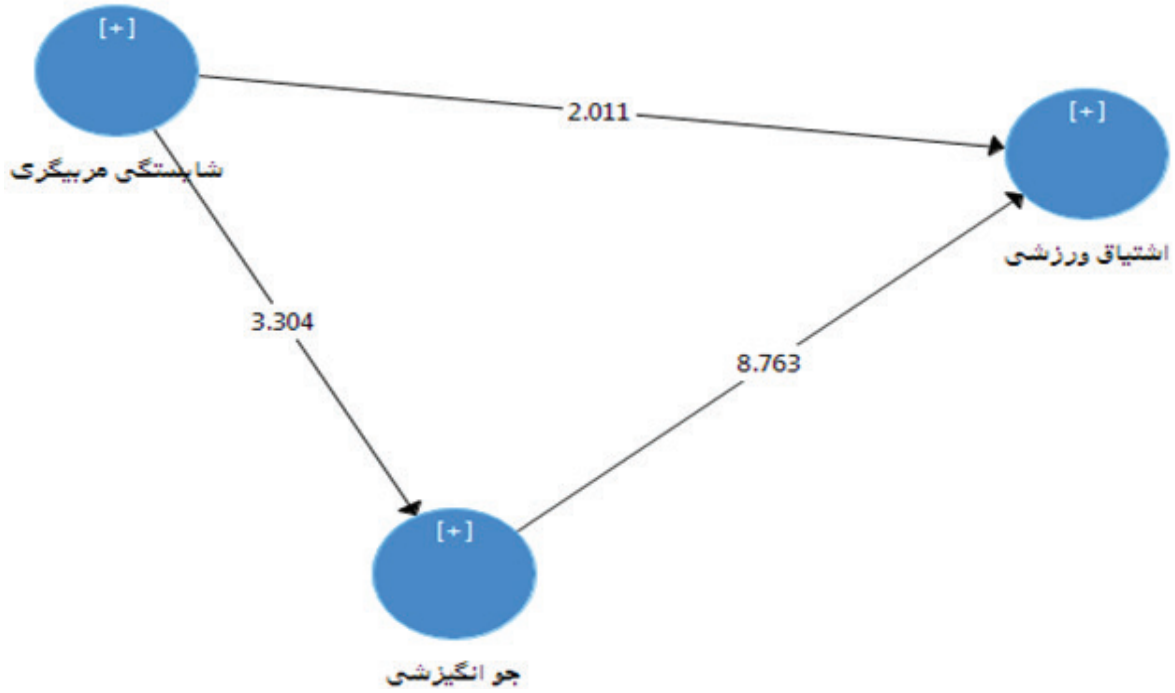 [+]
شایستگی مربیگری
2.011
[+]
اشتیاق ورزشی
3.304
8.763
[+]
جو انگیزشی